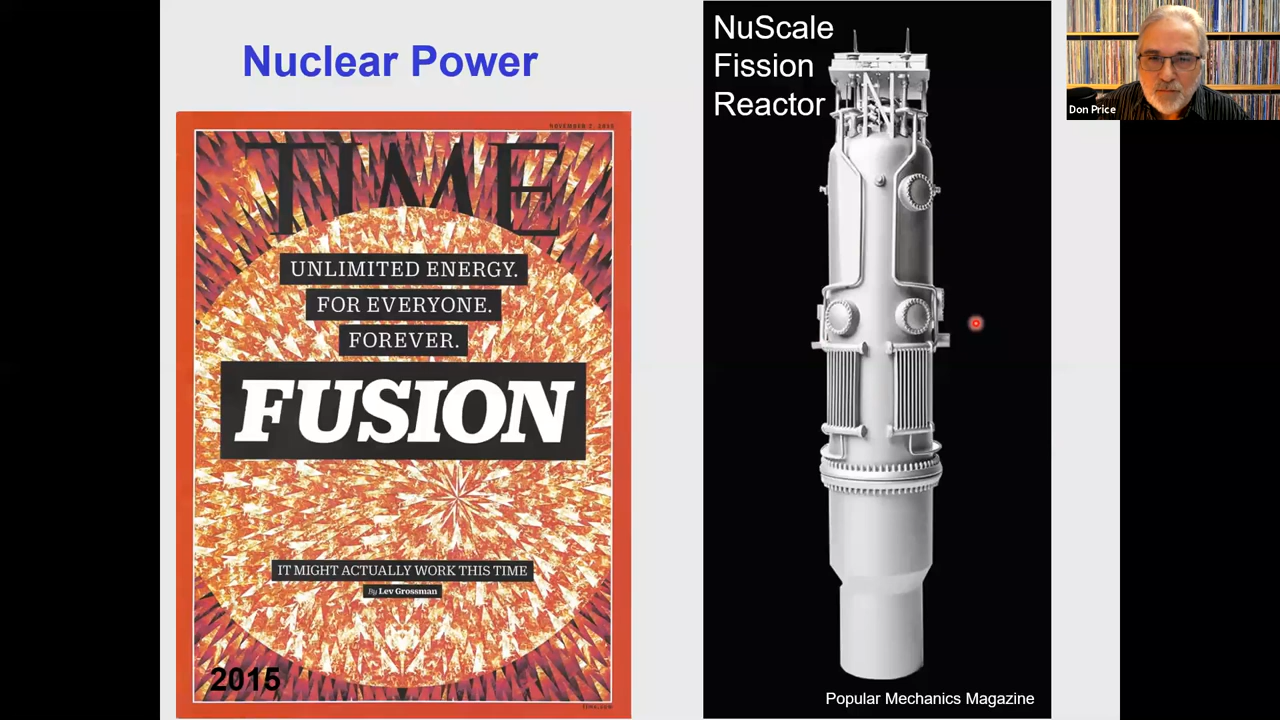 Nuclear Power
NOVEMBER 2, 2015
TIME
UNLIMITED ENERGY.
FOR EVERYONE.
FOREVER.
FUSION
IT MIGHT ACTUALLY WORK THIS TIME
By Lev Grossman
2015
time.com
NuScale
Fission
Reactor
Popular Mechanics Magazine
Don Price